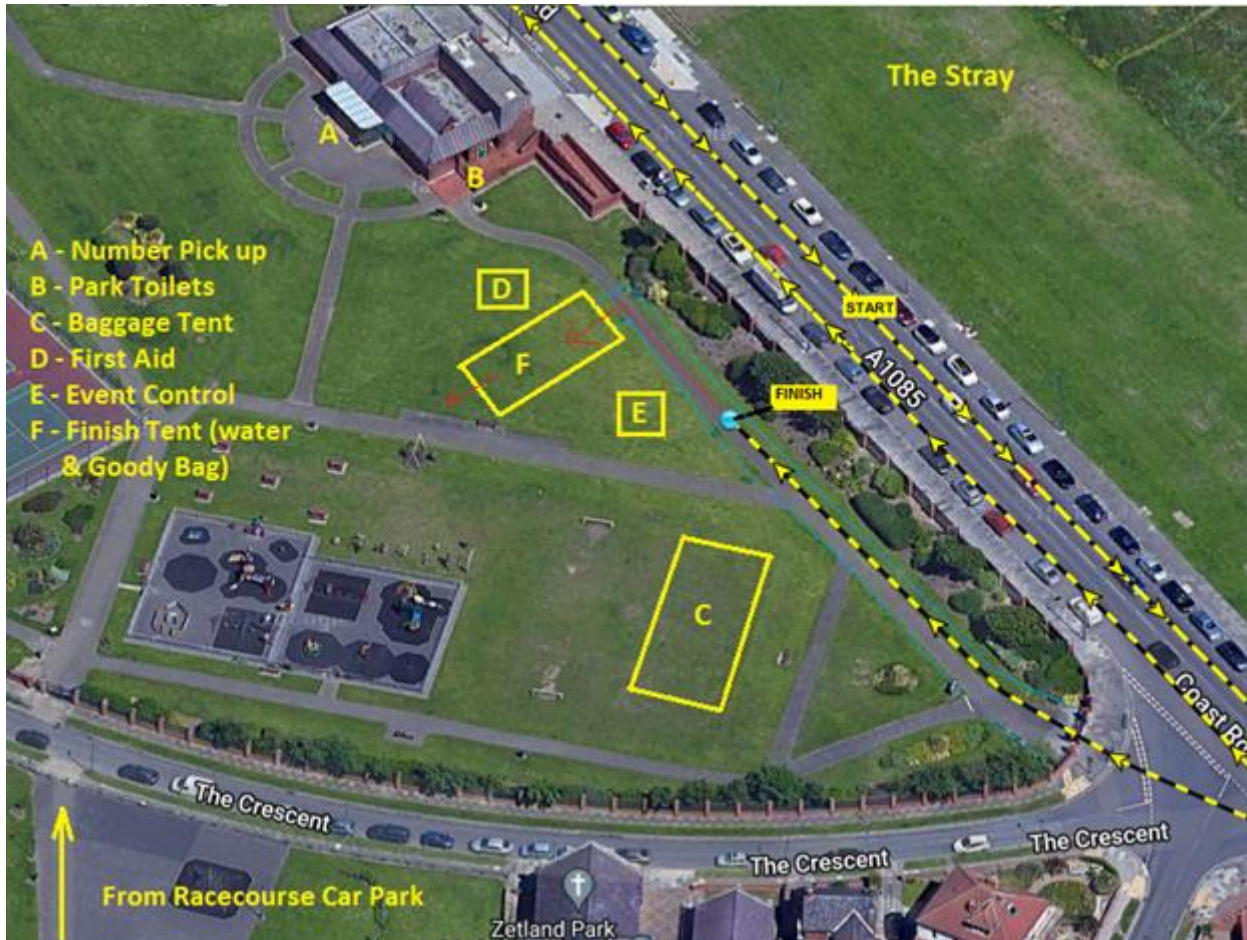 Rd
The Stray
A
B
A - Number Pick up
B - Park Toilets
C - Baggage Tent
D - First Aid
E - Event Control
F - Finish Tent (water
& Goody Bag)
D
F
E
START
A1085
FINISH
C
Coast
The Crescent
The Crescent
The Crescent
From Racecourse Car Park
Zetland Park